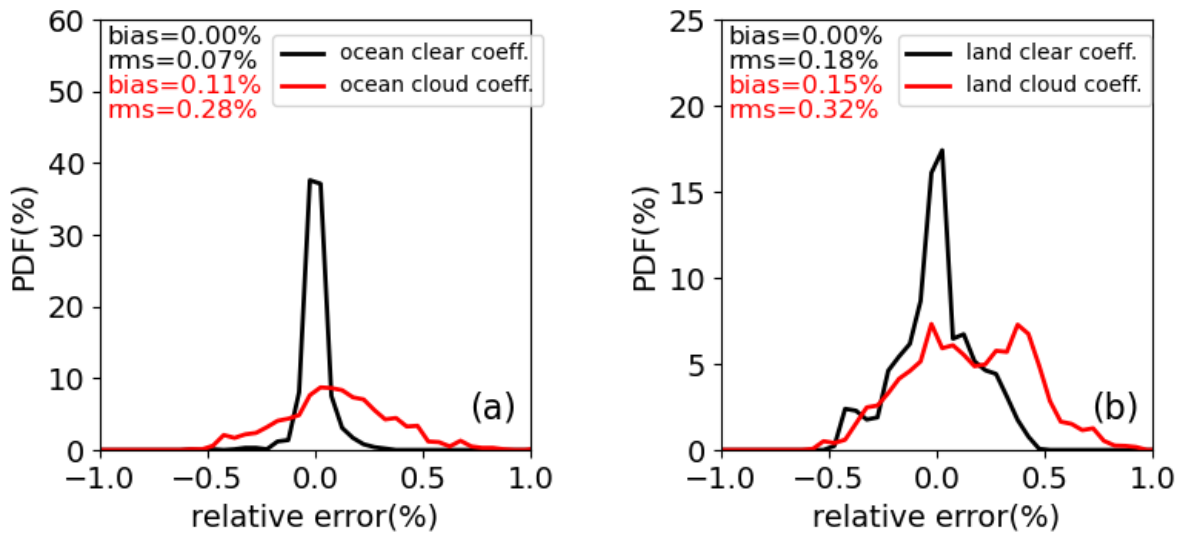 60
50
40
30
20
10
0
PDF(%)
bias=0.00%
rms=0.07%
bias=0.11%
rms=0.28%
ocean clear coeff.
ocean cloud coeff.
(a)
−1.0 −0.5 0.0 0.5 1.0
relative error(%)
25
20
15
10
5
0
PDF(%)
bias=0.00%
rms=0.18%
bias=0.15%
rms=0.32%
land clear coeff.
land cloud coeff.
(b)
−1.0 −0.5 0.0 0.5 1.0
relative error(%)